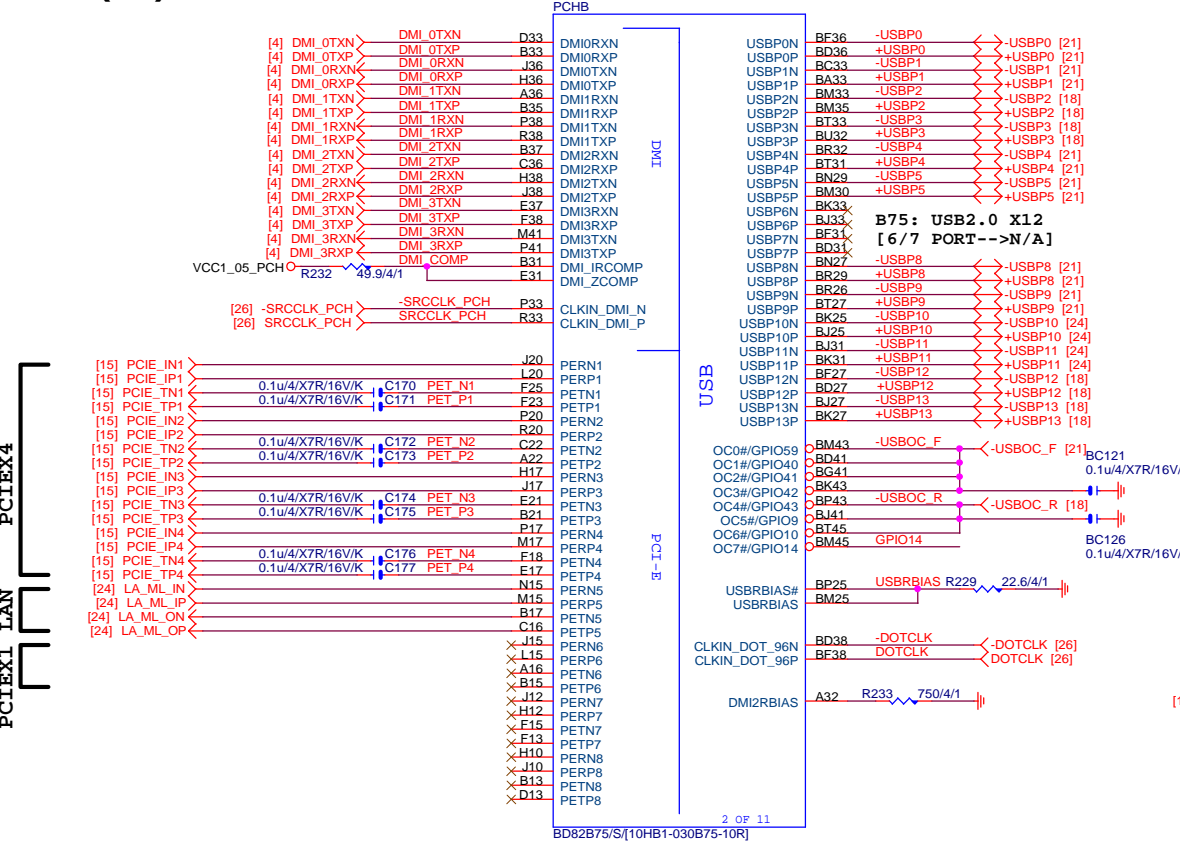 PCHB
[4] DMI_0TXN DMI_0TXN D33 DMI0RXN USBP0N BF36 -USBP0 -USBP0 [21]
[4] DMI_0TXP DMI_0TXP B33 DMI0RXP USBP0P BD36 +USBP0 +USBP0 [21]
[4] DMI_0RXN DMI_0RXN J36 DMI0TXN USBP1N BC33 -USBP1 -USBP1 [21]
[4] DMI_0RXP DMI_0RXP H36 DMI0TXP USBP1P BA33 +USBP1 +USBP1 [21]
[4] DMI_1TXN DMI_1TXN A36 DMI1RXN USBP2N BM33 -USBP2 -USBP2 [18]
[4] DMI_1TXP DMI_1TXP B35 DMI1RXP USBP2P BM35 +USBP2 +USBP2 [18]
[4] DMI_1RXN DMI_1RXN P38 DMI1TXN USBP3N BT33 -USBP3 -USBP3 [18]
[4] DMI_1RXP DMI_1RXP R38 DMI1TXP USBP3P BU32 +USBP3 +USBP3 [18]
[4] DMI_2TXN DMI_2TXN B37 DMI2RXN USBP4N BR32 -USBP4 -USBP4 [21]
[4] DMI_2TXP DMI_2TXP C36 DMI2RXP USBP4P BT31 +USBP4 +USBP4 [21]
[4] DMI_2RXN DMI_2RXN H38 DMI2TXN USBP5N BN29 -USBP5 -USBP5 [21]
[4] DMI_2RXP DMI_2RXP J38 DMI2TXP USBP5P BM30 +USBP5 +USBP5 [21]
[4] DMI_3TXN DMI_3TXN E37 DMI3RXN USBP6N BK33
[4] DMI_3TXP DMI_3TXP F38 DMI3RXP USBP6P BJ33 B75: USB2.0 X12
[4] DMI_3RXN DMI_3RXN M41 DMI3TXN USBP7N BF31 [6/7 PORT-->N/A]
[4] DMI_3RXP DMI_3RXP P41 DMI3TXP USBP7P BD31
VCC1_05_PCH R232 49.9/4/1 DMI_COMP B31 DMI_IRCOMP USBP8N BN27 -USBP8 -USBP8 [21]
E31 DMI_ZCOMP USBP8P BR29 +USBP8 +USBP8 [21]
USBP9N BR26 -USBP9 -USBP9 [21]
[26] -SRCCLK_PCH -SRCCLK_PCH P33 CLKIN_DMI_N USBP9P BT27 +USBP9 +USBP9 [21]
[26] SRCCLK_PCH SRCCLK_PCH R33 CLKIN_DMI_P USBP10N BK25 -USBP10 -USBP10 [24]
USBP10P BJ25 +USBP10 +USBP10 [24]
USBP11N BJ31 -USBP11 -USBP11 [24]
[15] PCIE_IN1 J20 PERN1 USBP11P BK31 +USBP11 +USBP11 [24]
[15] PCIE_IP1 L20 PERP1 USBP12N BF27 -USBP12 -USBP12 [18]
[15] PCIE_TN1 0.1u/4/X7R/16V/K C170 PET_N1 F25 PETN1 USBP12P BD27 +USBP12 +USBP12 [18]
[15] PCIE_TP1 0.1u/4/X7R/16V/K C171 PET_P1 F23 PETP1 USBP13N BJ27 -USBP13 -USBP13 [18]
[15] PCIE_IN2 P20 PERN2 USBP13P BK27 +USBP13 +USBP13 [18]
[15] PCIE_IP2 R20 PERP2
[15] PCIE_TN2 0.1u/4/X7R/16V/K C172 PET_N2 C22 PETN2 OC0#/GPIO59 BM43 -USBOC_F -USBOC_F [21]
[15] PCIE_TP2 0.1u/4/X7R/16V/K C173 PET_P2 A22 PETP2 OC1#/GPIO40 BD41 BC121
[15] PCIE_IN3 H17 PERN3 OC2#/GPIO41 BG41 0.1u/4/X7R/16V/
[15] PCIE_IP3 J17 PERP3 OC3#/GPIO42 BK43
[15] PCIE_TN3 0.1u/4/X7R/16V/K C174 PET_N3 E21 PETN3 OC4#/GPIO43 BP43 -USBOC_R -USBOC_R [18]
[15] PCIE_TP3 0.1u/4/X7R/16V/K C175 PET_P3 B21 PETP3 OC5#/GPIO9 BJ41
[15] PCIE_IN4 P17 PERN4 OC6#/GPIO10 BT45 BC126
[15] PCIE_IP4 M17 PERP4 OC7#/GPIO14 BM45 GPIO14 0.1u/4/X7R/16V/
[15] PCIE_TN4 0.1u/4/X7R/16V/K C176 PET_N4 F18 PETN4
[15] PCIE_TP4 0.1u/4/X7R/16V/K C177 PET_P4 E17 PETP4
[24] LA_ML_IN N15 PERN5 USBRBIAS# BP25 USBRBIAS R229 22.6/4/1
[24] LA_ML_IP M15 PERP5 USBRBIAS BM25
[24] LA_ML_ON B17 PETN5
[24] LA_ML_OP C16 PETP5
J15 PERN6 CLKIN_DOT_96N BD38 -DOTCLK -DOTCLK [26]
L15 PERP6 CLKIN_DOT_96P BF38 DOTCLK DOTCLK [26]
A16 PETN6
B15 PETP6
J12 PERN7 DMI2RBIAS A32 R233 750/4/1
H12 PERP7
F15 PETN7
F13 PETP7
H10 PERN8
J10 PERP8
B13 PETN8
D13 PETP8
DMI
USB
PCI-E
PCIEX4
LAN
PCIEX1
2 OF 11
BD82B75/S/[10HB1-030B75-10R]